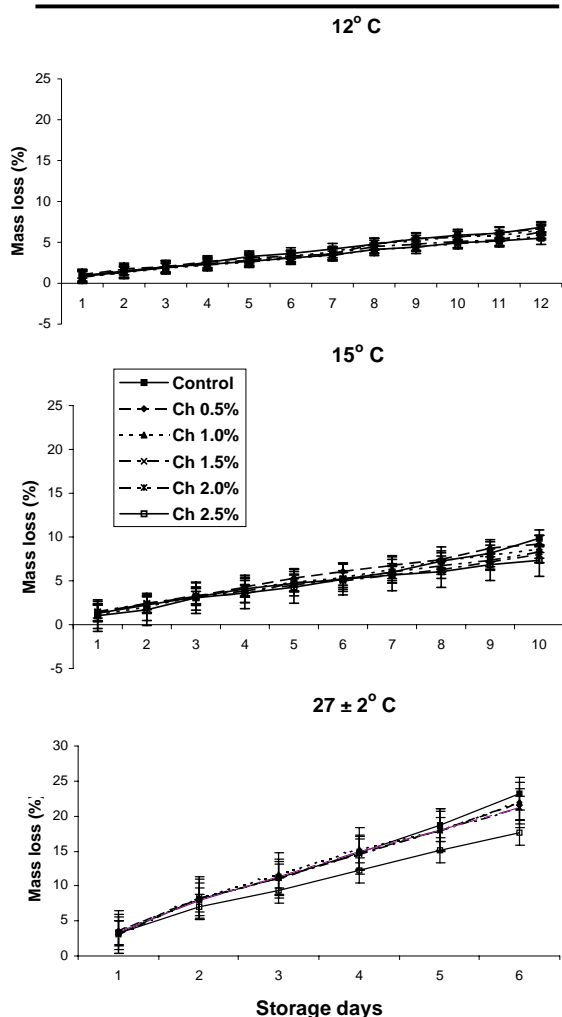 12° C
25
20
15
10
5
0
-5
Mass loss (%)
1 2 3 4 5 6 7 8 9 10 11 12
15° C
25
20
15
10
5
0
-5
Mass loss (%)
Control
Ch 0.5%
Ch 1.0%
Ch 1.5%
Ch 2.0%
Ch 2.5%
1 2 3 4 5 6 7 8 9 10
27 ± 2° C
30
25
20
15
10
5
0
Mass loss (%)
1 2 3 4 5 6
Storage days